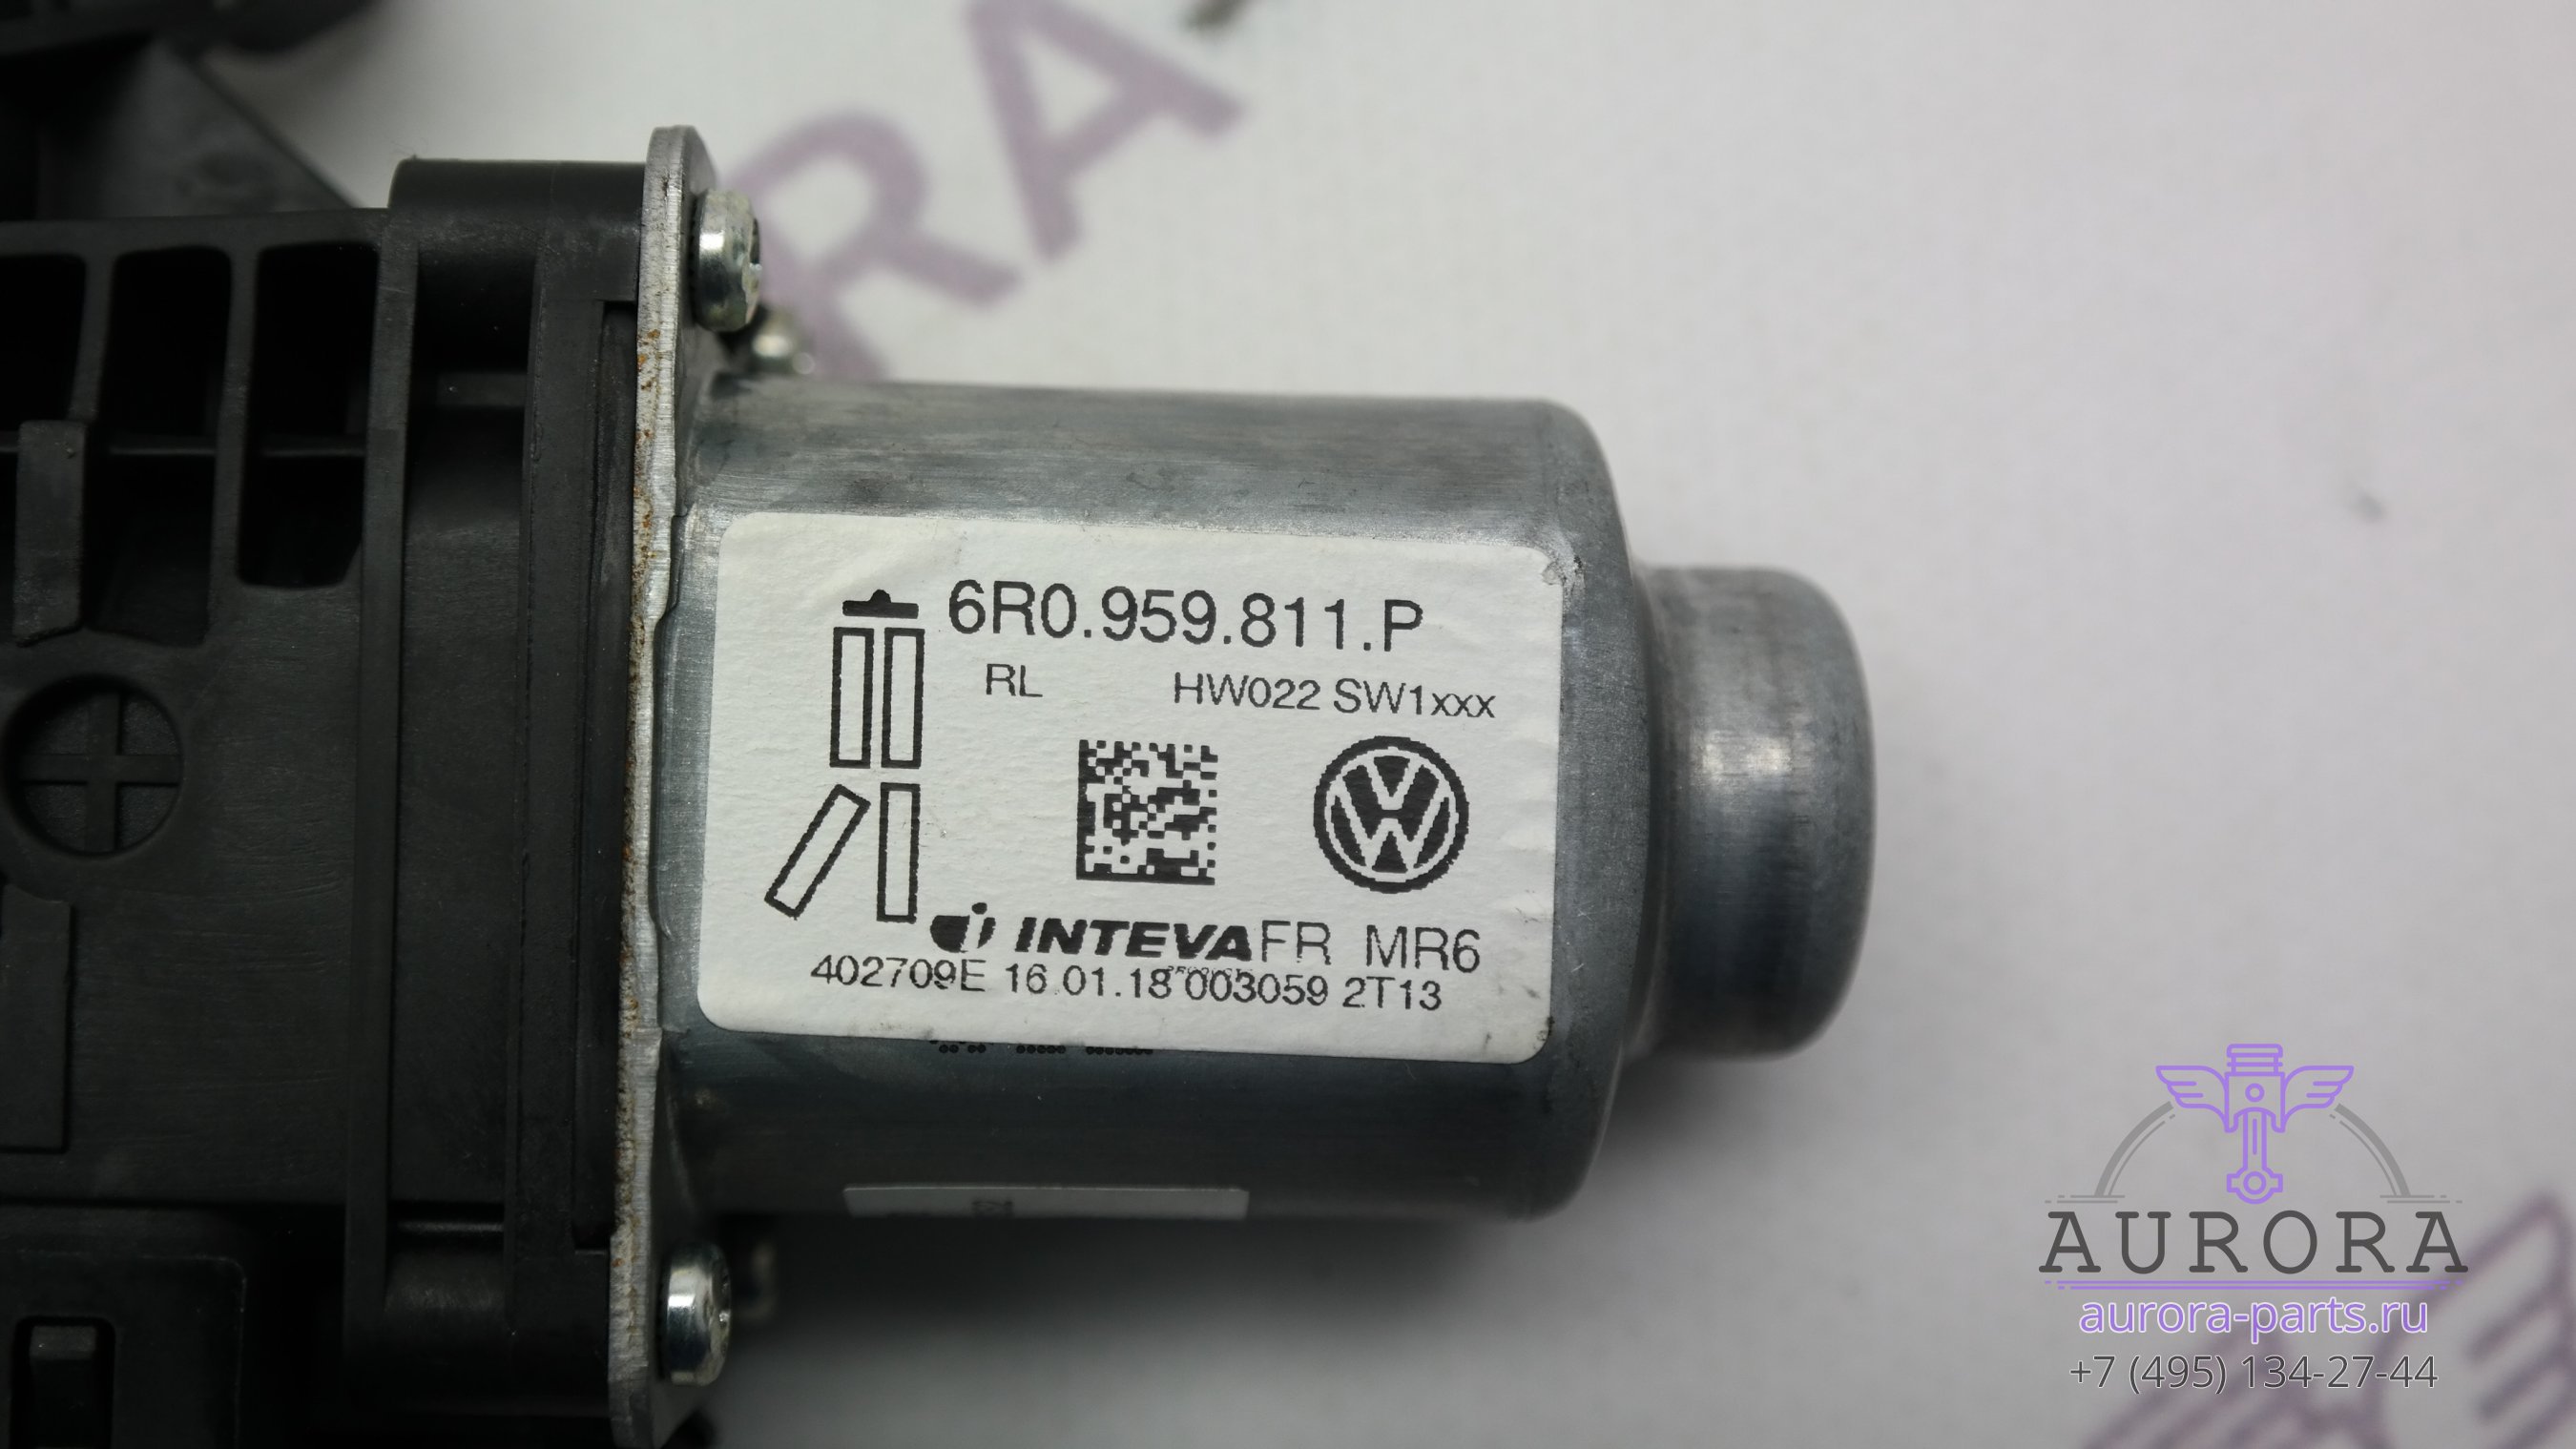 RA
6R0.959.811.P
RL HW022 SW1xxx
INTEVA FR MR6
402709E 16.01.18 003059 2T13
AURORA
aurora-parts.ru
+7 (495) 134-27-44